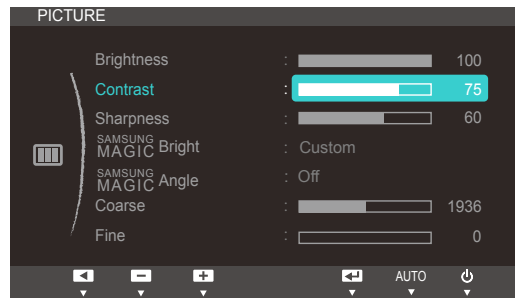 PICTURE
Brightness : 100
Contrast : 75
Sharpness : 60
SAMSUNG MAGIC Bright : Custom
SAMSUNG MAGIC Angle : Off
Coarse : 1936
Fine : 0
AUTO